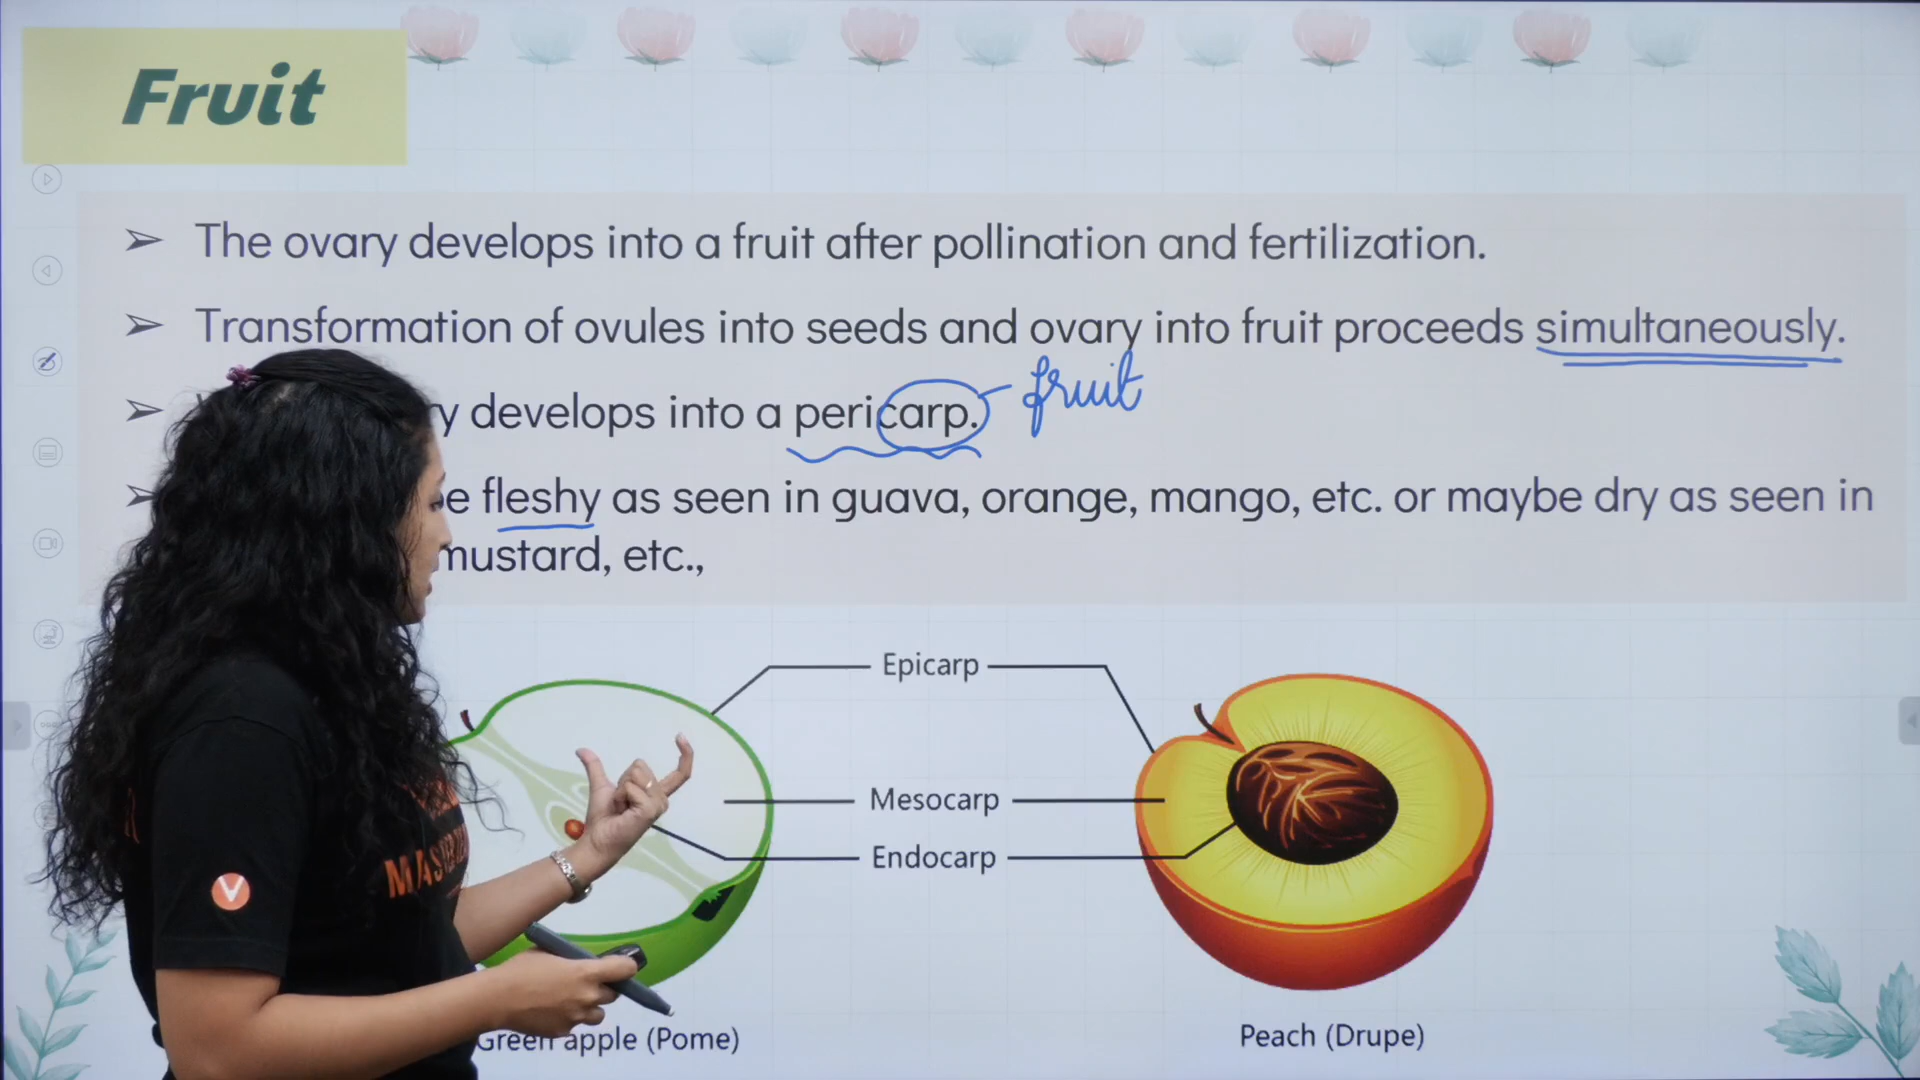 Fruit
➢ The ovary develops into a fruit after pollination and fertilization.
➢ Transformation of ovules into seeds and ovary into fruit proceeds simultaneously.
fruit
➢ develops into a pericarp.
➢ fleshy as seen in guava, orange, mango, etc. or maybe dry as seen in
mustard, etc.,
Epicarp
Mesocarp
Endocarp
V
Green apple (Pome)
Peach (Drupe)